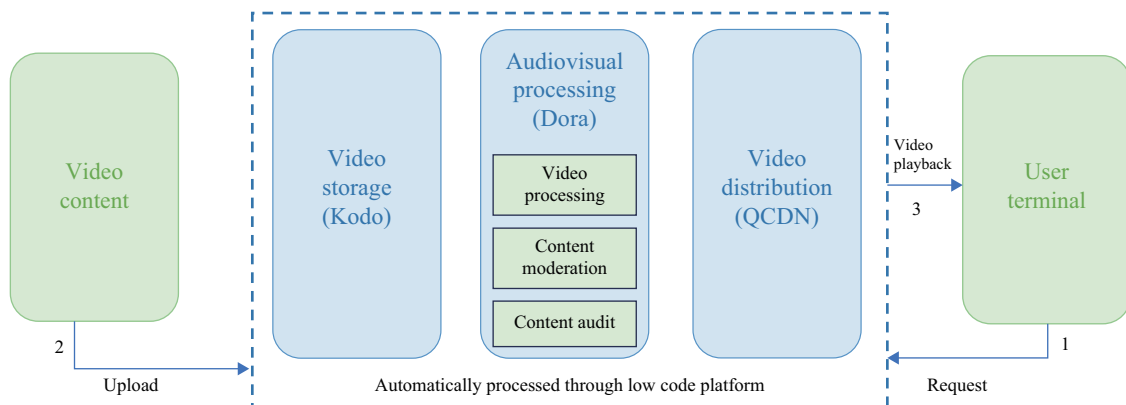 Video
content
2
Upload
Video
storage
(Kodo)
Audiovisual
processing
(Dora)
Video
processing
Content
moderation
Content audit
Video
distribution
(QCDN)
Automatically processed through low code platform
Video
playback
3
User
terminal
1
Request